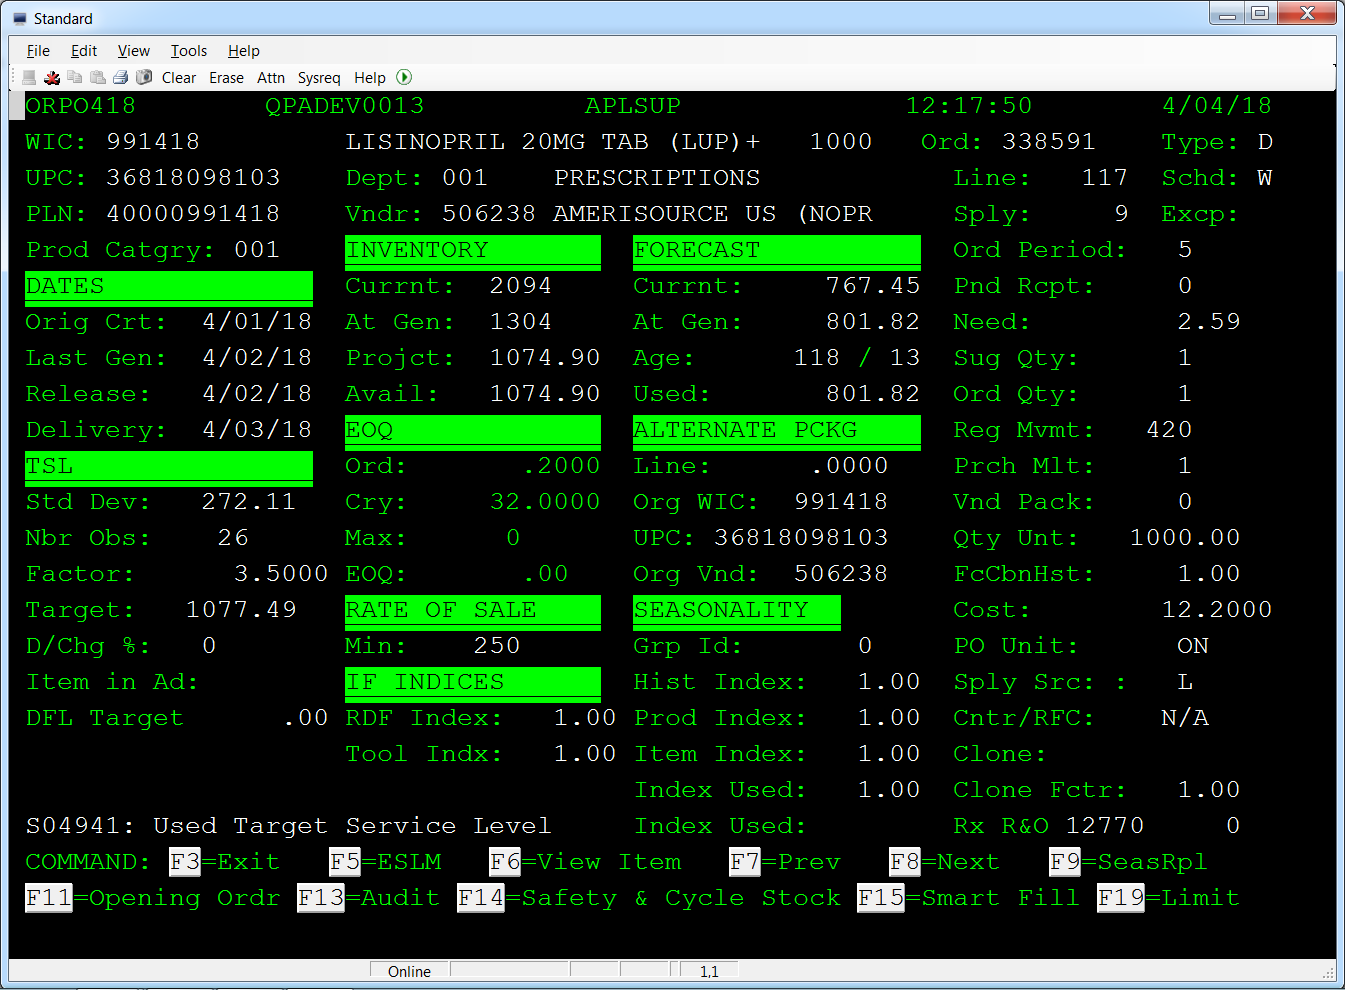 Standard
File Edit View Tools Help
Clear Erase Attn Sysreq Help
ORPO418 QPADEV0013 APLSUP 12:17:50 4/04/18
WIC: 991418 LISINOPRIL 20MG TAB (LUP)+ 1000 Ord: 338591 Type: D
UPC: 36818098103 Dept: 001 PRESCRIPTIONS Line: 117 Schd: W
PLN: 40000991418 Vndr: 506238 AMERISOURCE US (NOPR Sply: 9 Excp:
Prod Catgry: 001 INVENTORY FORECAST Ord Period: 5
DATES Currnt: 2094 Currnt: 767.45 Pnd Rcpt: 0
Orig Crt: 4/01/18 At Gen: 1304 At Gen: 801.82 Need: 2.59
Last Gen: 4/02/18 Projct: 1074.90 Age: 118 / 13 Sug Qty: 1
Release: 4/02/18 Avail: 1074.90 Used: 801.82 Ord Qty: 1
Delivery: 4/03/18 EOQ ALTERNATE PCKG Reg Mvmt: 420
TSL Ord: .2000 Line: .0000 Prch Mlt: 1
Std Dev: 272.11 Cry: 32.0000 Org WIC: 991418 Vnd Pack: 0
Nbr Obs: 26 Max: 0 UPC: 36818098103 Qty Unt: 1000.00
Factor: 3.5000 EOQ: .00 Org Vnd: 506238 FcCbnHst: 1.00
Target: 1077.49 RATE OF SALE SEASONALITY Cost: 12.2000
D/Chg %: 0 Min: 250 Grp Id: 0 PO Unit: ON
Item in Ad: IF INDICES Hist Index: 1.00 Sply Src: : L
DFL Target .00 RDF Index: 1.00 Prod Index: 1.00 Cntr/RFC: N/A
Tool Indx: 1.00 Item Index: 1.00 Clone:
Index Used: 1.00 Clone Fctr: 1.00
S04941: Used Target Service Level Index Used: Rx R&O 12770 0
COMMAND: F3=Exit F5=ESLM F6=View Item F7=Prev F8=Next F9=SeasRpl
F11=Opening Ordr F13=Audit F14=Safety & Cycle Stock F15=Smart Fill F19=Limit
Online 1,1